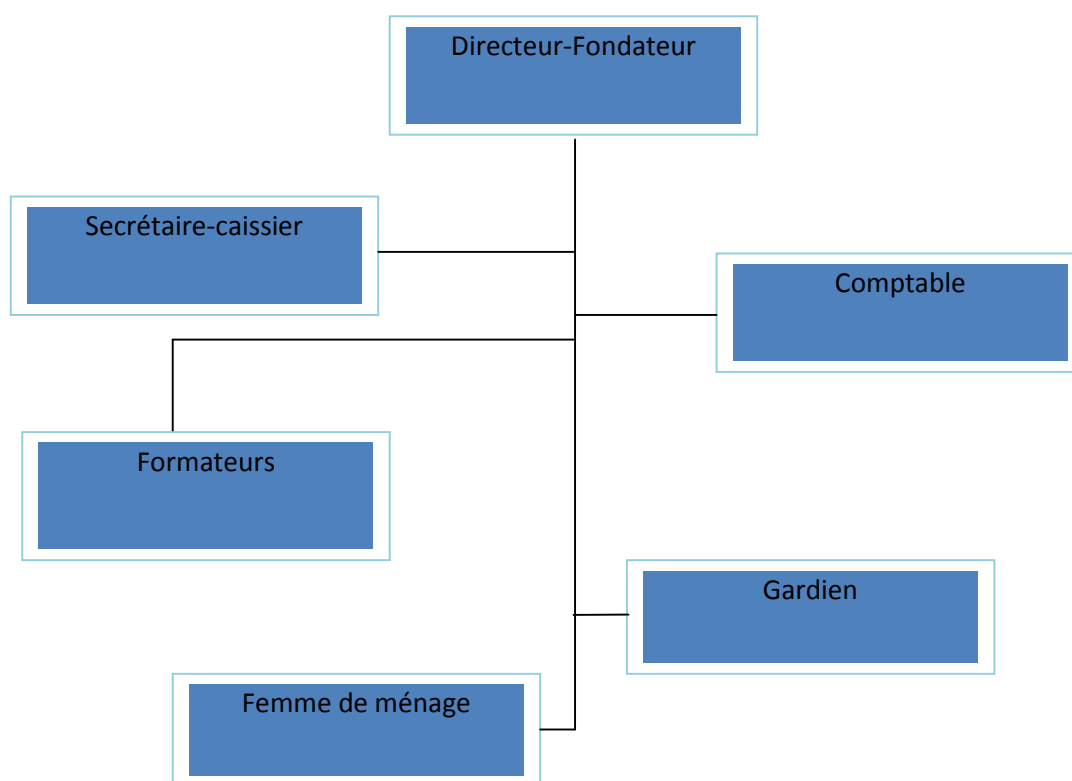 Directeur-Fondateur
Secrétaire-caissier
Comptable
Formateurs
Gardien
Femme de ménage